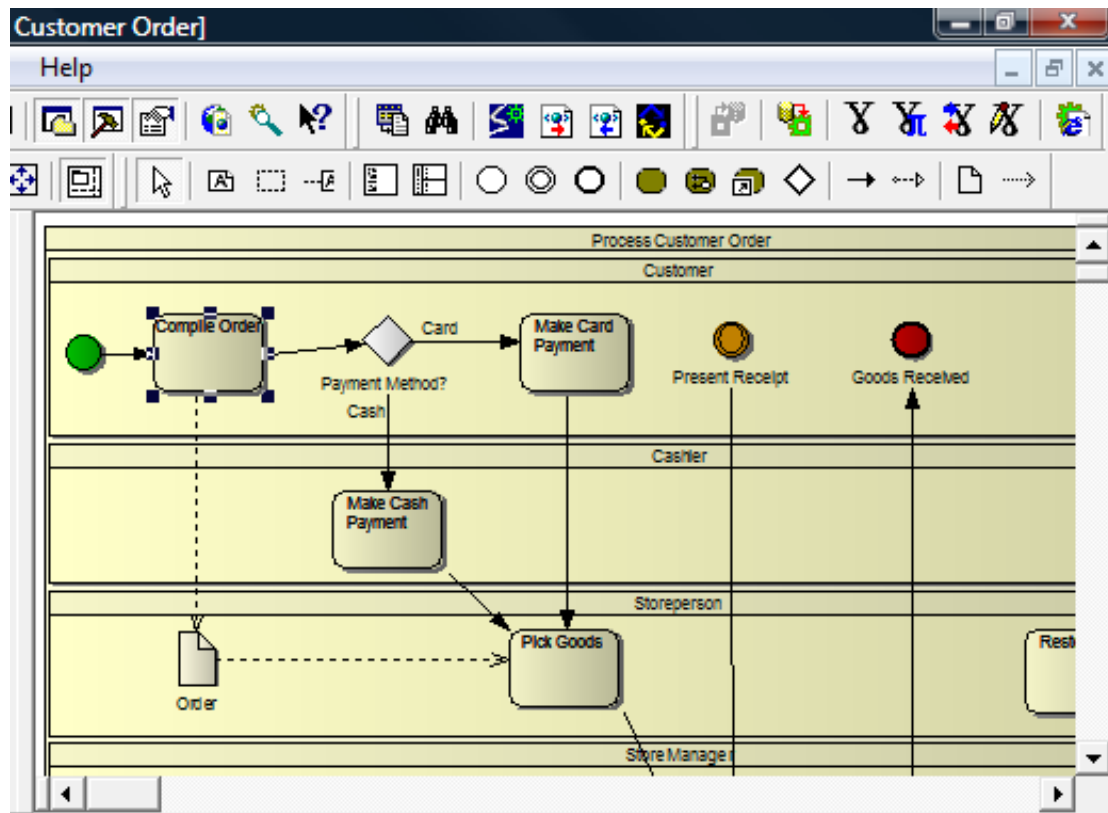 Customer Order]
Help
Process Customer Order
Customer
Compile Order
Card
Make Card
Payment
Present Receipt
Goods Received
Payment Method?
Cash
Cashier
Make Cash
Payment
Storeperson
Pick Goods
Order
Store Manager